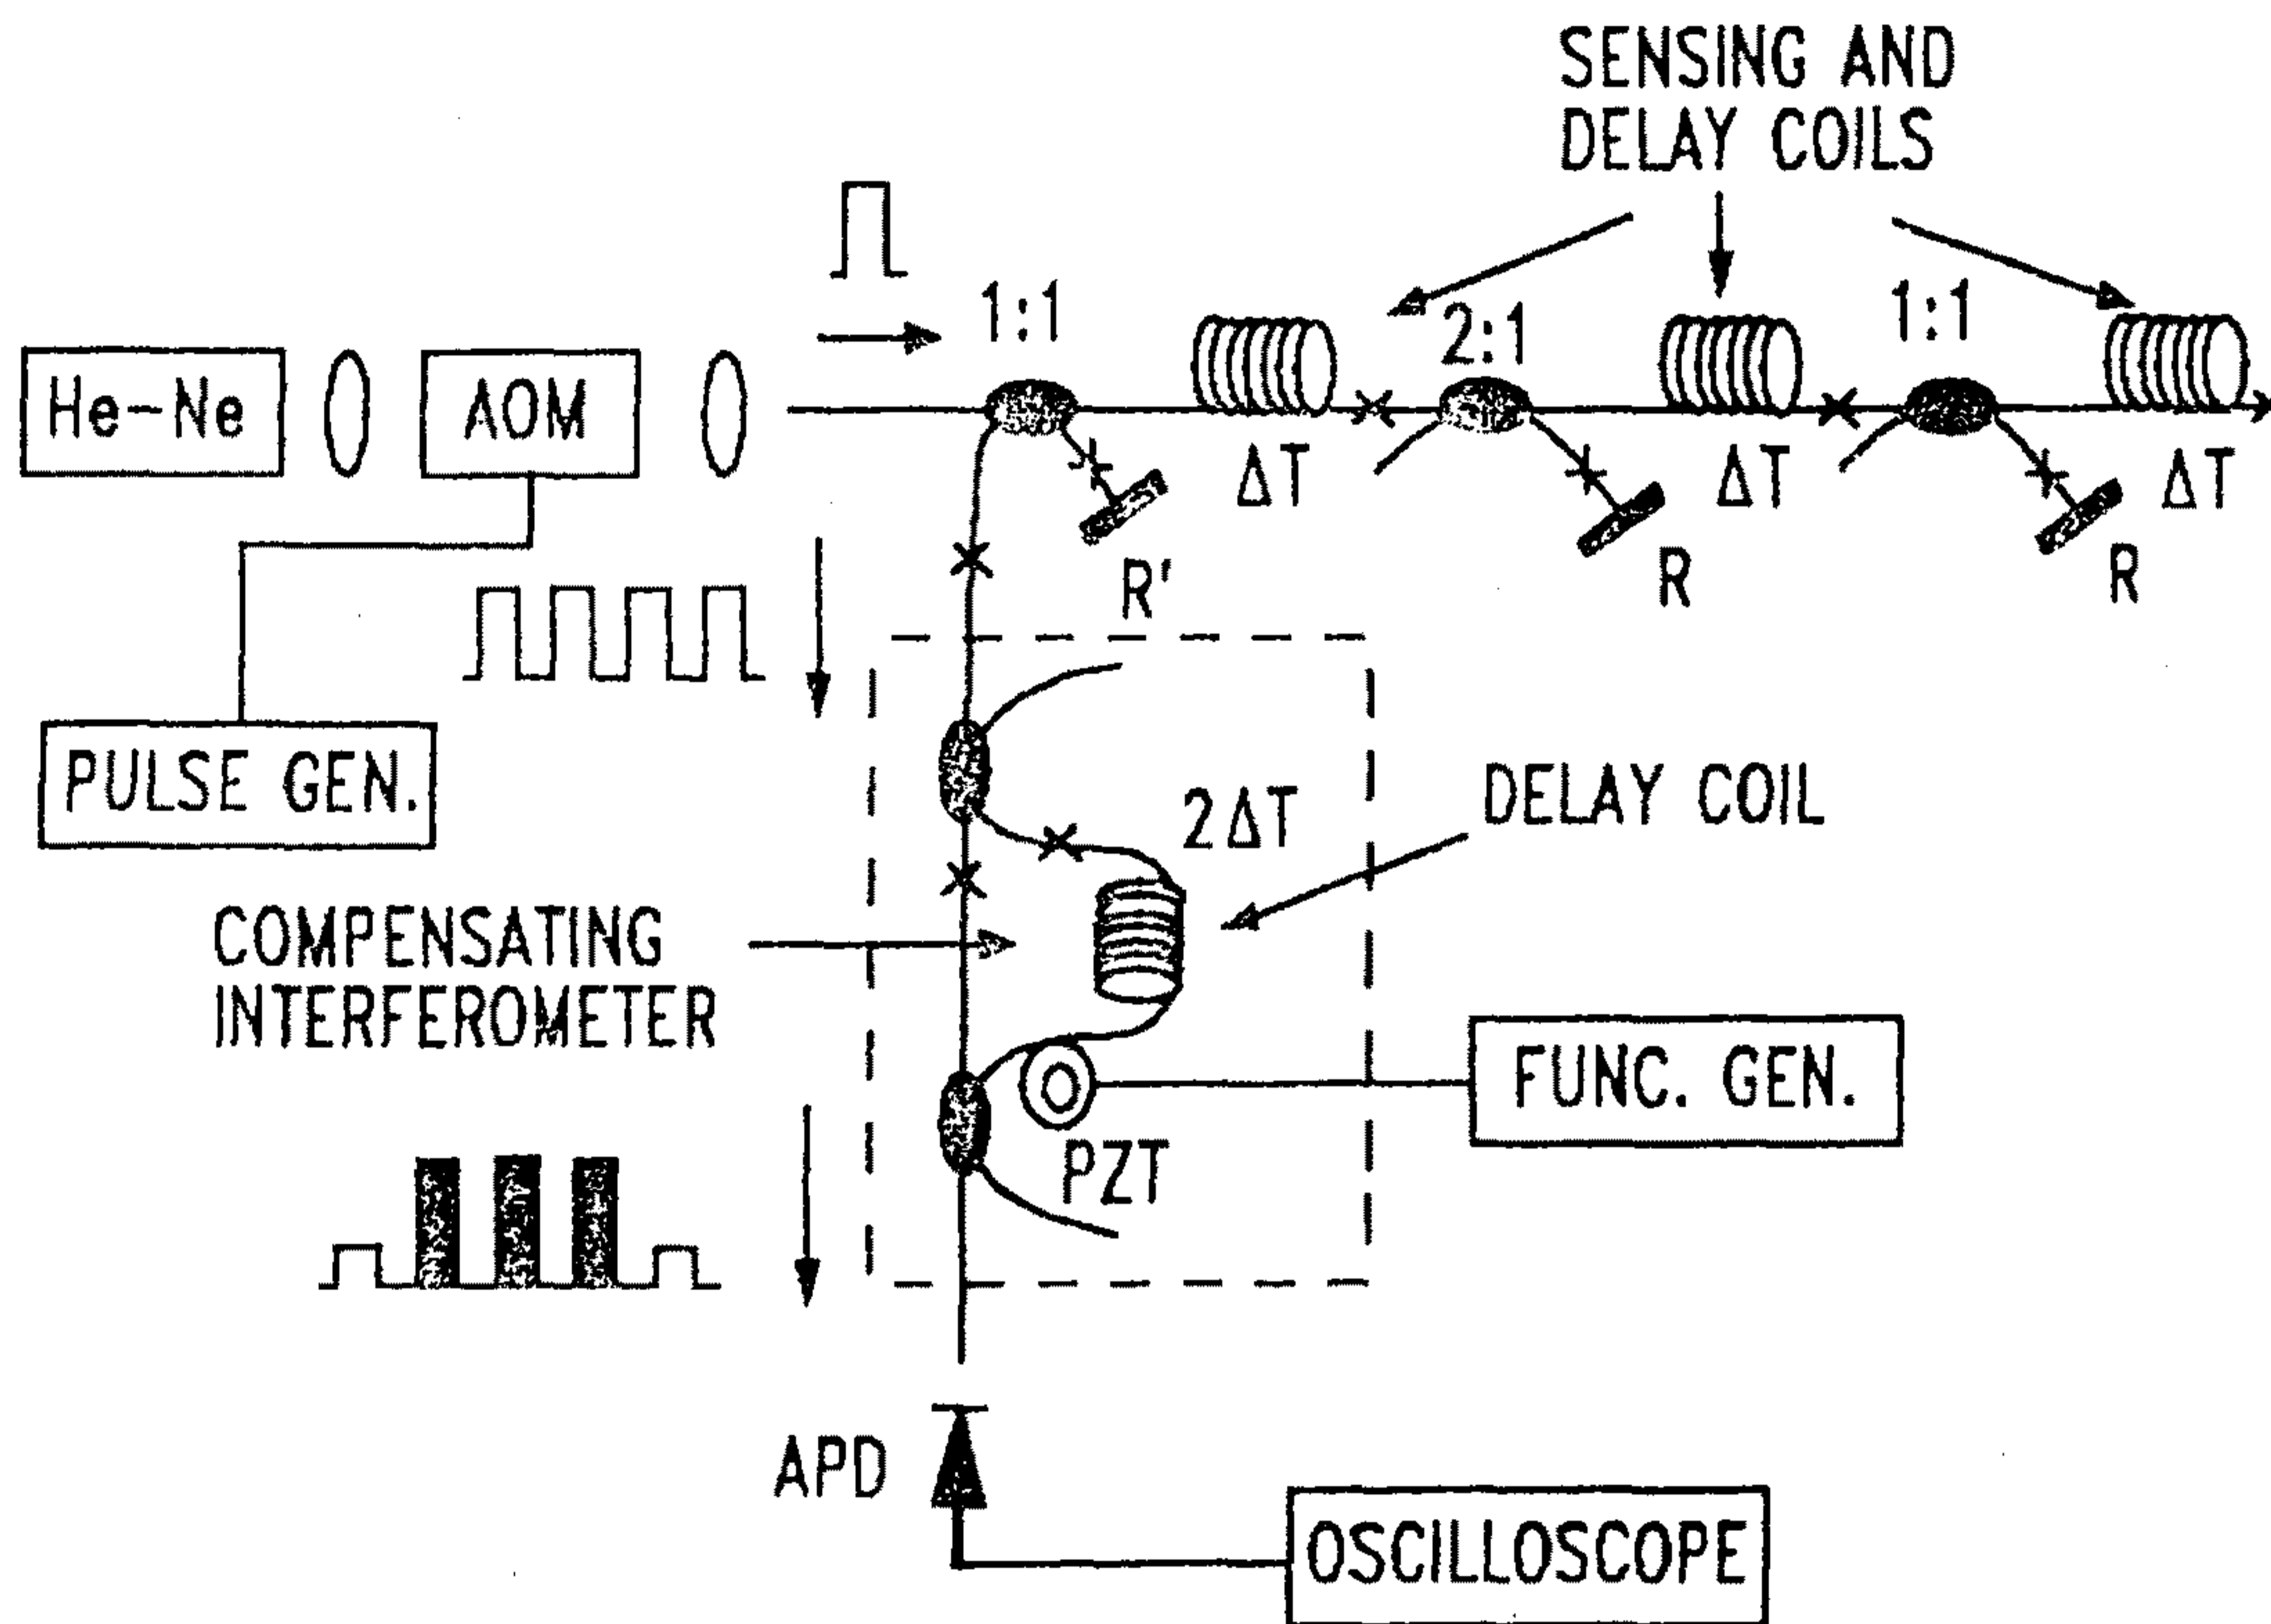 SENSING AND
DELAY COILS
1:1
2:1
1:1
He-Ne
AOM
ΔT
ΔT
ΔT
R'
R
R
PULSE GEN.
2ΔT
DELAY COIL
COMPENSATING
INTERFEROMETER
FUNC. GEN.
PZT
APD
OSCILLOSCOPE